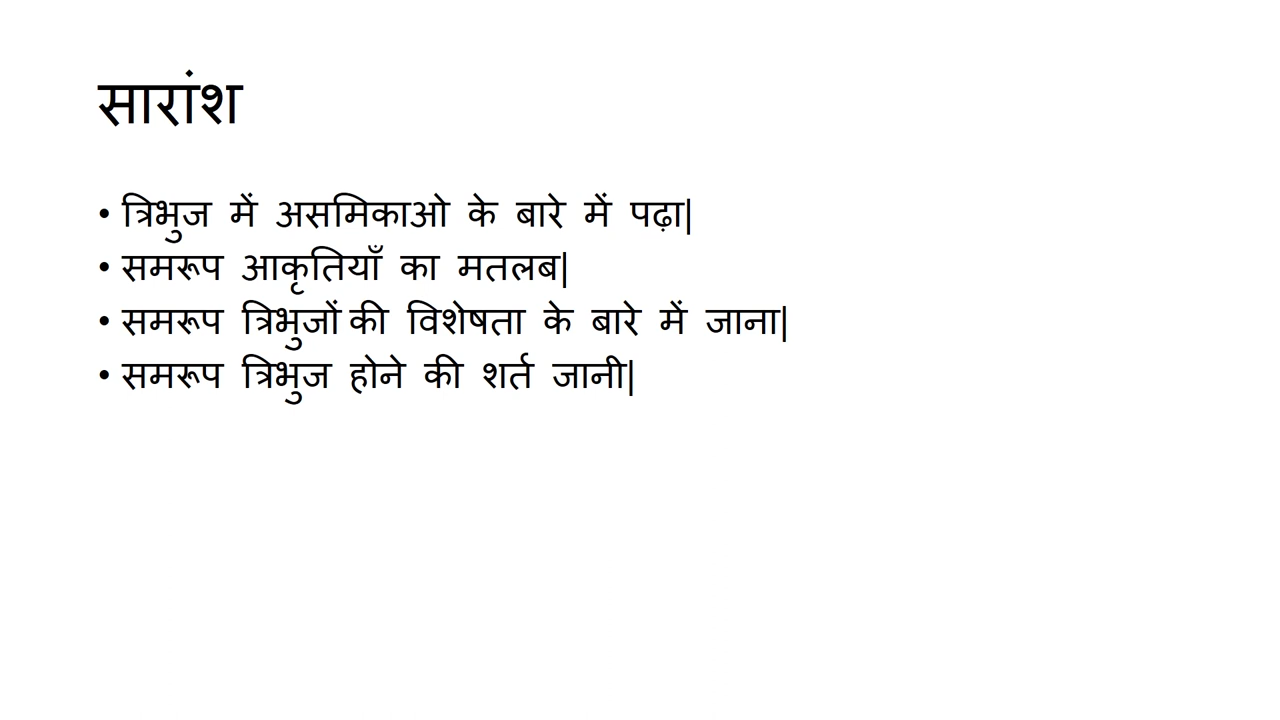 सारांश
• त्रिभुज में असमिकाओ के बारे में पढ़ा|
• समरूप आकृतियाँ का मतलब|
• समरूप त्रिभुजों की विशेषता के बारे में जाना|
• समरूप त्रिभुज होने की शर्त जानी|